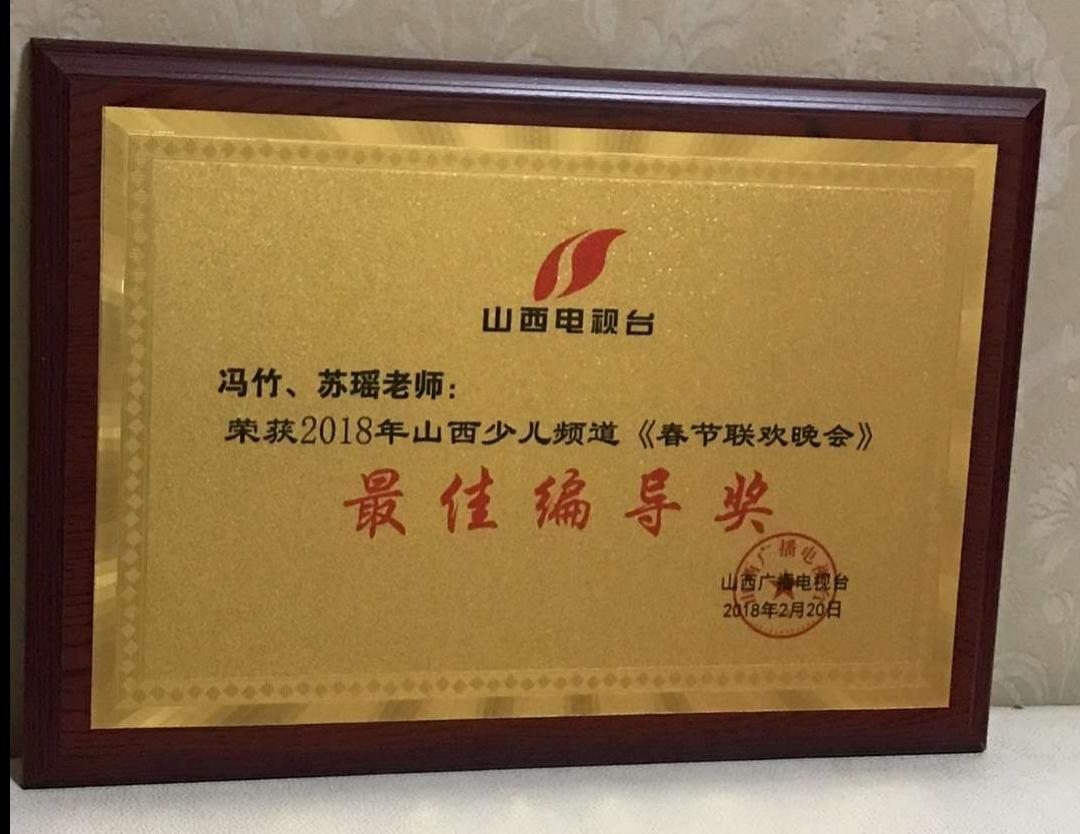 山西电视台
冯竹、苏瑶老师：
荣获2018年山西少儿频道《春节联欢晚会》
最佳编导奖
山西广播电视台
2018年2月20日